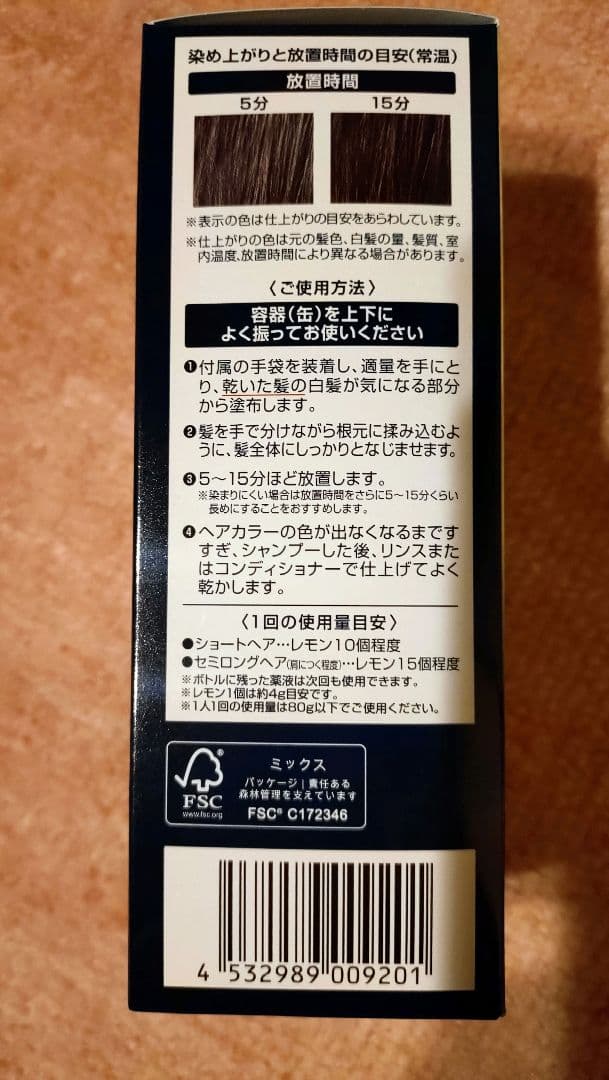 染め上がりと放置時間の目安(常温)
放置時間
5分 15分
※表示の色は仕上がりの目安をあらわしています。
※仕上がりの色は元の髪色、白髪の量、髪質、室
内温度、放置時間により異なる場合があります。
〈ご使用方法〉
容器(缶)を上下に
よく振ってお使いください
❶付属の手袋を装着し、適量を手にと
り、乾いた髪の白髪が気になる部分
から塗布します。
❷髪を手で分けながら根元に揉み込むよ
うに、髪全体にしっかりとなじませます。
❸5〜15分ほど放置します。
※染まりにくい場合は放置時間をさらに5〜15分くらい
長めにすることをおすすめします。
❹ヘアカラーの色が出なくなるまです
すぎ、シャンプーした後、リンスまた
はコンディショナーで仕上げてよく
乾かします。
〈1回の使用量目安〉
●ショートヘア…レモン10個程度
●セミロングヘア(肩につく程度)…レモン15個程度
※ボトルに残った薬液は次回も使用できます。
※レモン1個は約4g目安です。
※1人1回の使用量は80g以下でご使用ください。
FSC®
www.fsc.org
ミックス
パッケージ|責任ある
森林管理を支えています
FSC® C172346
4 532989 009201